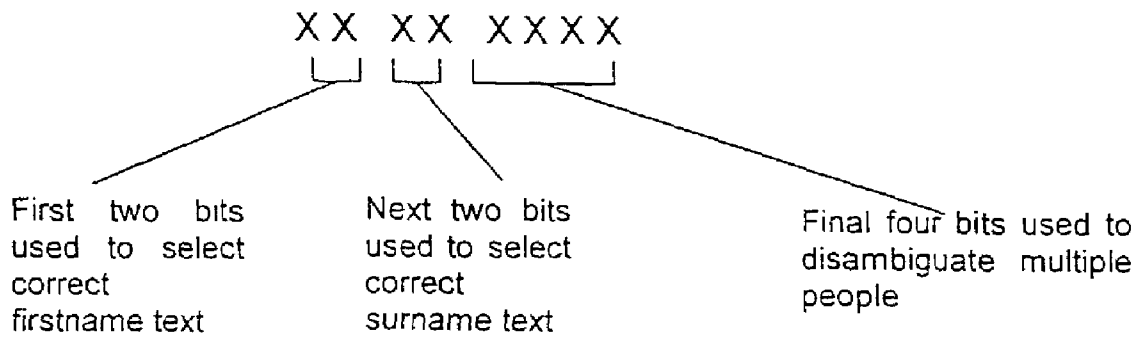 XX XX XXXX
First two bits
used to select
correct
firstname text
Next two bits
used to select
correct
surname text
Final four bits used to
disambiguate multiple
people